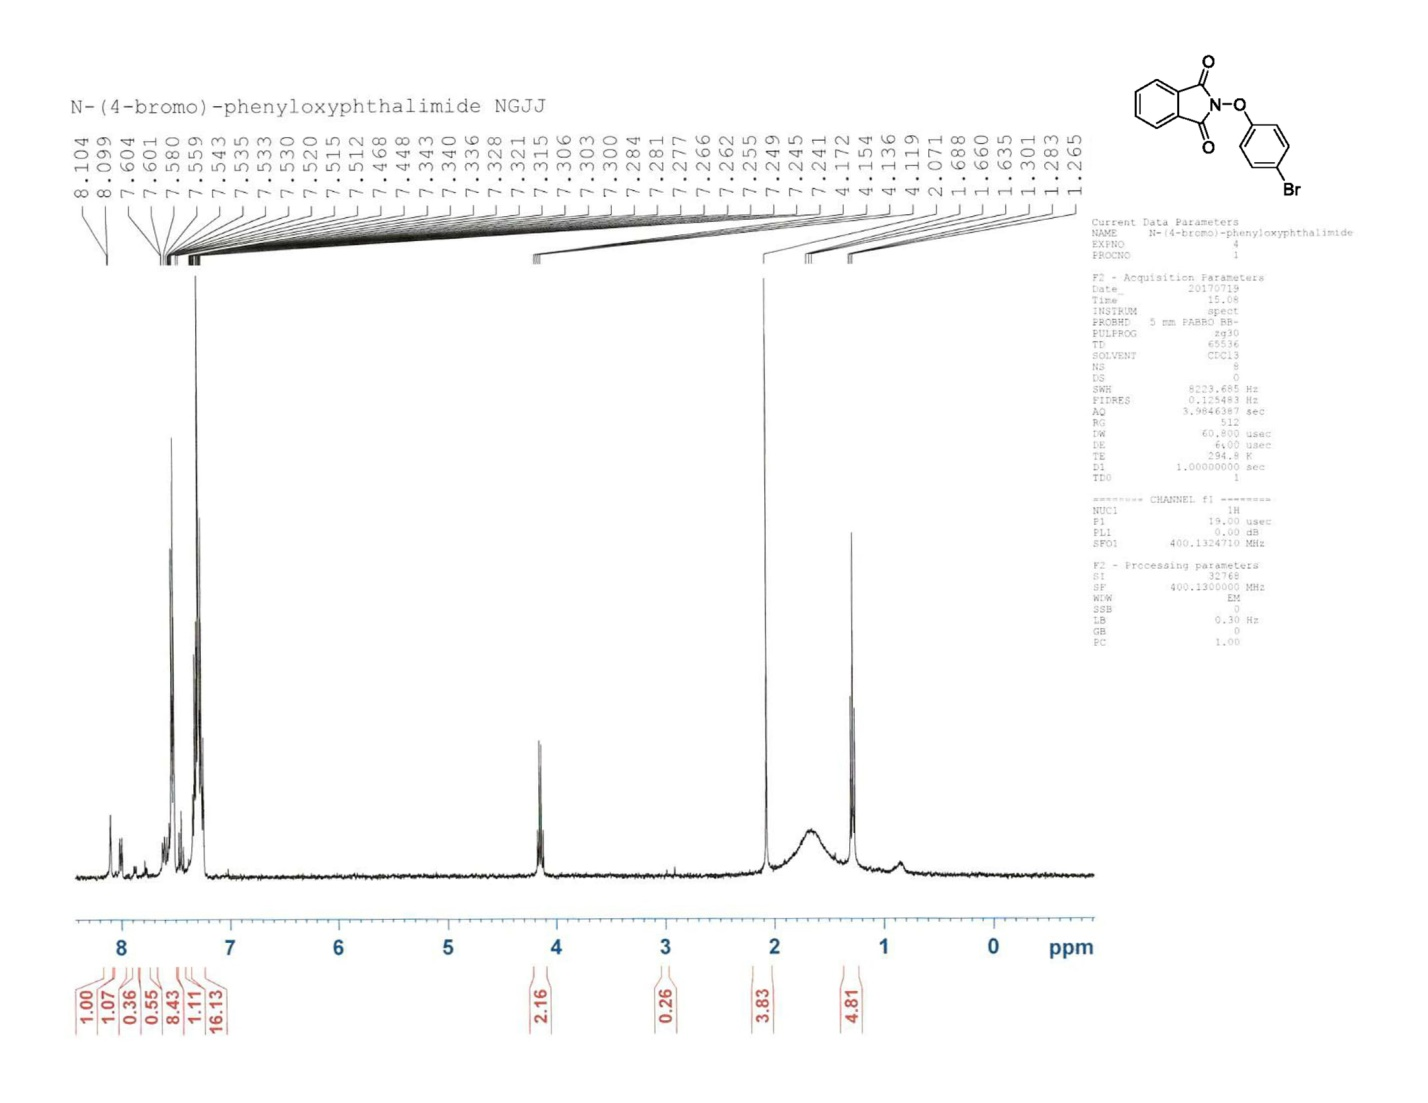 N-(4-bromo)-phenyloxyphthalimide NGJJ
8.104
8.099
7.604
7.601
7.580
7.559
7.543
7.535
7.533
7.530
7.520
7.515
7.512
7.468
7.448
7.343
7.340
7.336
7.328
7.321
7.315
7.306
7.303
7.300
7.284
7.281
7.277
7.266
7.262
7.255
7.249
7.245
7.241
4.172
4.154
4.136
4.119
2.071
1.688
1.660
1.635
1.301
1.283
1.265
O
N-O
O
Br
Current Data Parameters
NAME N-(4-bromo)-phenyloxyphthalimide
EXPNO 4
PROCNO 1
F2 - Acquisition Parameters
Date_ 20170719
Time 15.08
INSTRUM spect
PROBHD 5 mm PABBO BB-
PULPROG zg30
TD 65536
SOLVENT CDCl3
NS 8
DS 0
SWH 8223.685 Hz
FIDRES 0.125483 Hz
AQ 3.9846387 sec
RG 512
DW 60.800 usec
DE 6.00 usec
TE 294.8 K
D1 1.00000000 sec
TD0 1
======== CHANNEL f1 ========
NUC1 1H
P1 19.00 usec
PL1 0.00 dB
SFO1 400.1324710 MHz
F2 - Processing parameters
SI 32768
SF 400.1300000 MHz
WDW EM
SSB 0
LB 0.30 Hz
GB 0
PC 1.00
8 7 6 5 4 3 2 1 0 ppm
1.00
1.07
0.36
0.55
8.43
1.11
16.13
2.16
0.26
3.83
4.81